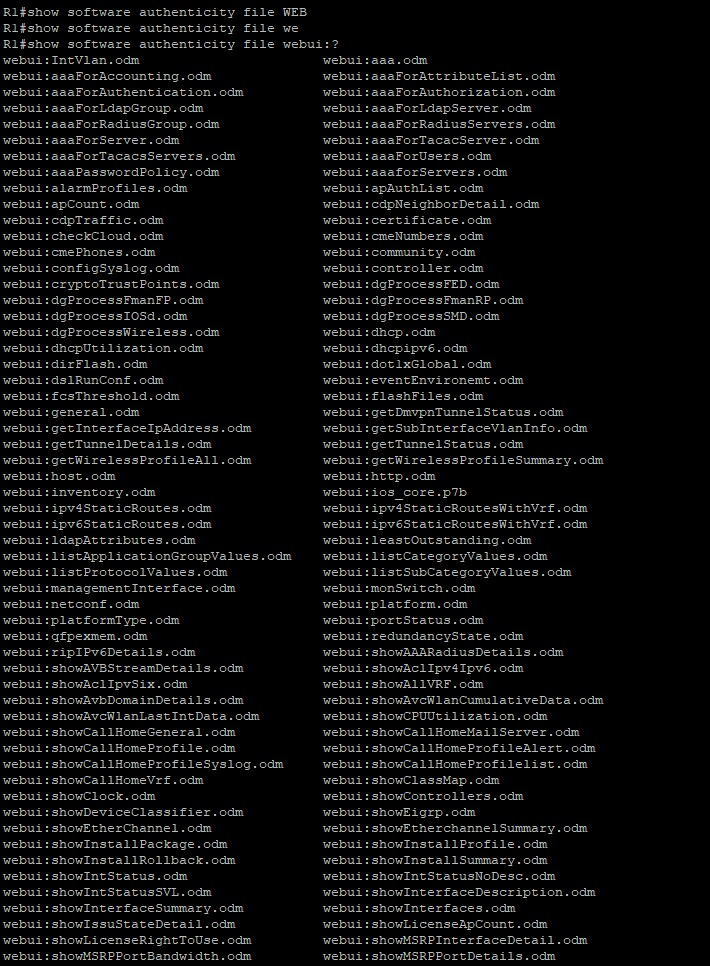 R1#show software authenticity file WEB
R1#show software authenticity file we
R1#show software authenticity file webui:?
webui:IntVlan.odm webui:aaa.odm
webui:aaaForAccounting.odm webui:aaaForAttributeList.odm
webui:aaaForAuthentication.odm webui:aaaForAuthorization.odm
webui:aaaForLdapGroup.odm webui:aaaForLdapServer.odm
webui:aaaForRadiusGroup.odm webui:aaaForRadiusServers.odm
webui:aaaForServer.odm webui:aaaForTacacServer.odm
webui:aaaForTacacsServers.odm webui:aaaForUsers.odm
webui:aaaPasswordPolicy.odm webui:aaaforServers.odm
webui:alarmProfiles.odm webui:apAuthList.odm
webui:apCount.odm webui:cdpNeighborDetail.odm
webui:cdpTraffic.odm webui:certificate.odm
webui:checkCloud.odm webui:cmeNumbers.odm
webui:cmePhones.odm webui:community.odm
webui:configSyslog.odm webui:controller.odm
webui:cryptoTrustPoints.odm webui:dgProcessFED.odm
webui:dgProcessFmanFP.odm webui:dgProcessFmanRP.odm
webui:dgProcessIOSd.odm webui:dgProcessSMD.odm
webui:dgProcessWireless.odm webui:dhcp.odm
webui:dhcpUtilization.odm webui:dhcpipv6.odm
webui:dirFlash.odm webui:dot1xGlobal.odm
webui:dslRunConf.odm webui:eventEnviroment.odm
webui:fcsThreshold.odm webui:flashFiles.odm
webui:general.odm webui:getDmvpnTunnelStatus.odm
webui:getInterfaceIpAddress.odm webui:getSubInterfaceVlanInfo.odm
webui:getTunnelDetails.odm webui:getTunnelStatus.odm
webui:getWirelessProfileAll.odm webui:getWirelessProfileSummary.odm
webui:host.odm webui:http.odm
webui:inventory.odm webui:ios_core.p7b
webui:ipv4StaticRoutes.odm webui:ipv4StaticRoutesWithVrf.odm
webui:ipv6StaticRoutes.odm webui:ipv6StaticRoutesWithVrf.odm
webui:ldapAttributes.odm webui:leastOutstanding.odm
webui:listApplicationGroupValues.odm webui:listCategoryValues.odm
webui:listProtocolValues.odm webui:listSubCategoryValues.odm
webui:managementInterface.odm webui:monSwitch.odm
webui:netconf.odm webui:platform.odm
webui:platformType.odm webui:portStatus.odm
webui:qfpexmem.odm webui:redundancyState.odm
webui:ripIPv6Details.odm webui:showAAARadiusDetails.odm
webui:showAVBStreamDetails.odm webui:showAclIpv4Ipv6.odm
webui:showAclIpvSix.odm webui:showAllVRF.odm
webui:showAvbDomainDetails.odm webui:showAvcWlanCumulativeData.odm
webui:showAvcWlanLastIntData.odm webui:showCPUUtilization.odm
webui:showCallHomeGeneral.odm webui:showCallHomeMailServer.odm
webui:showCallHomeProfile.odm webui:showCallHomeProfileAlert.odm
webui:showCallHomeProfileSyslog.odm webui:showCallHomeProfilelist.odm
webui:showCallHomeVrf.odm webui:showClassMap.odm
webui:showClock.odm webui:showControllers.odm
webui:showDeviceClassifier.odm webui:showEigrp.odm
webui:showEtherChannel.odm webui:showEtherchannelSummary.odm
webui:showInstallPackage.odm webui:showInstallProfile.odm
webui:showInstallRollback.odm webui:showInstallSummary.odm
webui:showIntStatus.odm webui:showIntStatusNoDesc.odm
webui:showIntStatusSVL.odm webui:showInterfaceDescription.odm
webui:showInterfaceSummary.odm webui:showInterfaces.odm
webui:showIssuStateDetail.odm webui:showLicenseApCount.odm
webui:showLicenseRightToUse.odm webui:showMSRPInterfaceDetail.odm
webui:showMSRPPortBandwidth.odm webui:showMSRPPortDetails.odm